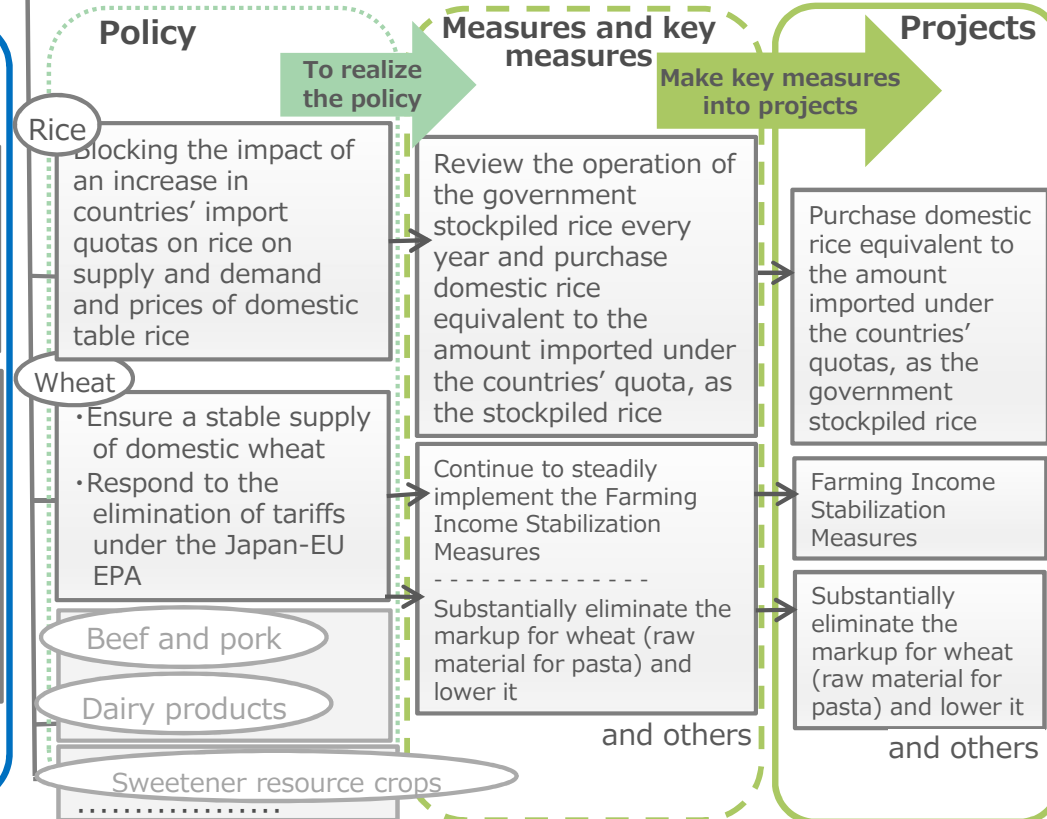 Policy
To realize
the policy
Measures and key
measures
Make key measures
into projects
Projects
Rice
Blocking the impact of
an increase in
countries’ import
quotas on rice on
supply and demand
and prices of domestic
table rice
Review the operation of
the government
stockpiled rice every
year and purchase
domestic rice
equivalent to the
amount imported under
the countries’ quota, as
the stockpiled rice
Purchase domestic
rice equivalent to
the amount
imported under
the countries’
quotas, as the
government
stockpiled rice
Wheat
・Ensure a stable supply
of domestic wheat
・Respond to the
elimination of tariffs
under the Japan-EU
EPA
Continue to steadily
implement the Farming
Income Stabilization
Measures
- - - - - - - - - - - - - - -
Substantially eliminate the
markup for wheat (raw
material for pasta) and
lower it
and others
Farming Income
Stabilization
Measures
Substantially
eliminate the
markup for wheat
(raw material for
pasta) and lower it
and others
Beef and pork
Dairy products
Sweetener resource crops
..................